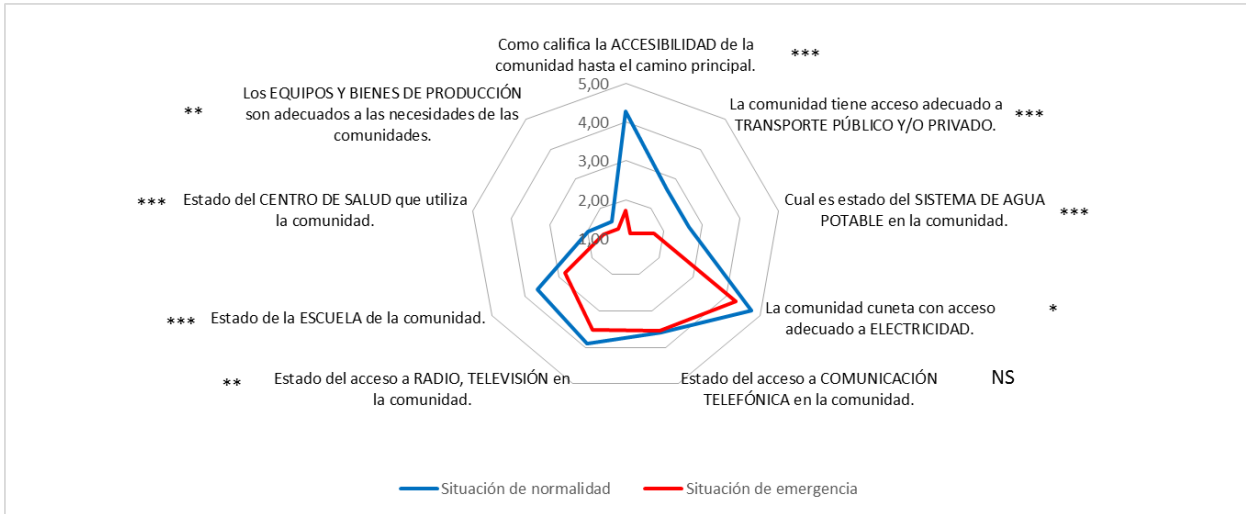 Como califica la ACCESIBILIDAD de la
comunidad hasta el camino principal.
***
La comunidad tiene acceso adecuado a
TRANSPORTE PÚBLICO Y/O PRIVADO.
***
Cual es estado del SISTEMA DE AGUA
POTABLE en la comunidad.
***
La comunidad cuneta con acceso
adecuado a ELECTRICIDAD.
*
Estado del acceso a COMUNICACIÓN
TELEFÓNICA en la comunidad.
NS
Estado del acceso a RADIO, TELEVISIÓN en
la comunidad.
**
Estado de la ESCUELA de la comunidad.
***
Estado del CENTRO DE SALUD que utiliza
la comunidad.
***
Los EQUIPOS Y BIENES DE PRODUCCIÓN
son adecuados a las necesidades de las
comunidades.
**
5,00
4,00
3,00
2,00
1,00
Situación de normalidad
Situación de emergencia